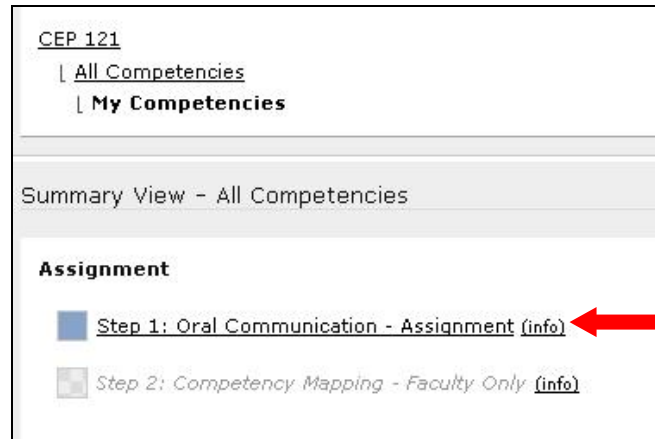 CEP 121
All Competencies
My Competencies
Summary View - All Competencies
Assignment
Step 1: Oral Communication - Assignment (info)
Step 2: Competency Mapping - Faculty Only (info)